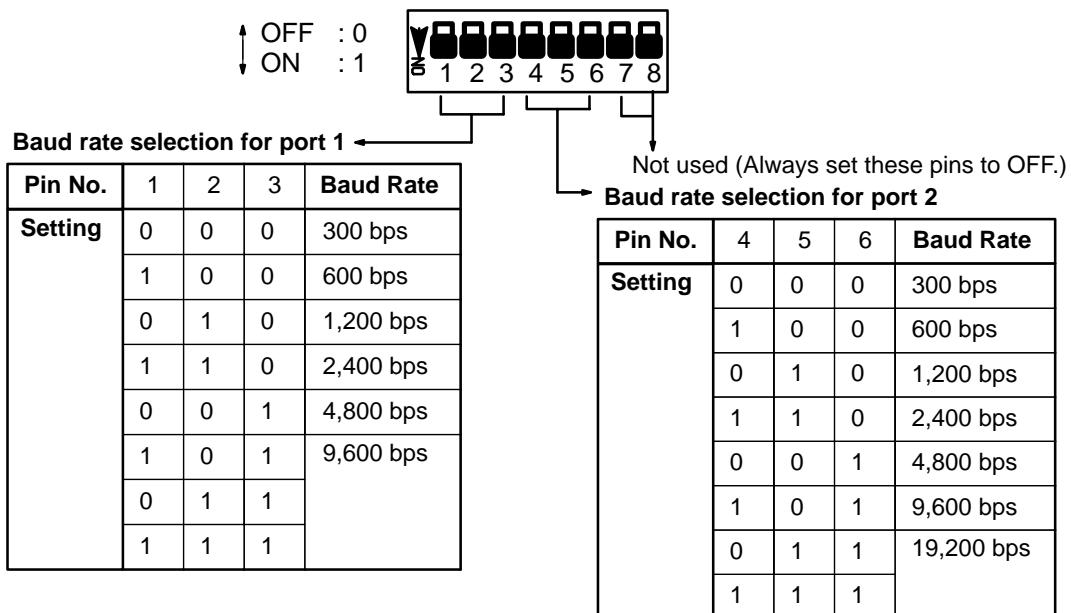 OFF : 0
ON : 1
ON
1 2 3 4 5 6 7 8
Baud rate selection for port 1
Pin No. 1 2 3 Baud Rate
Setting 0 0 0 300 bps
1 0 0 600 bps
0 1 0 1,200 bps
1 1 0 2,400 bps
0 0 1 4,800 bps
1 0 1 9,600 bps
0 1 1
1 1 1
Not used (Always set these pins to OFF.)
Baud rate selection for port 2
Pin No. 4 5 6 Baud Rate
Setting 0 0 0 300 bps
1 0 0 600 bps
0 1 0 1,200 bps
1 1 0 2,400 bps
0 0 1 4,800 bps
1 0 1 9,600 bps
0 1 1 19,200 bps
1 1 1